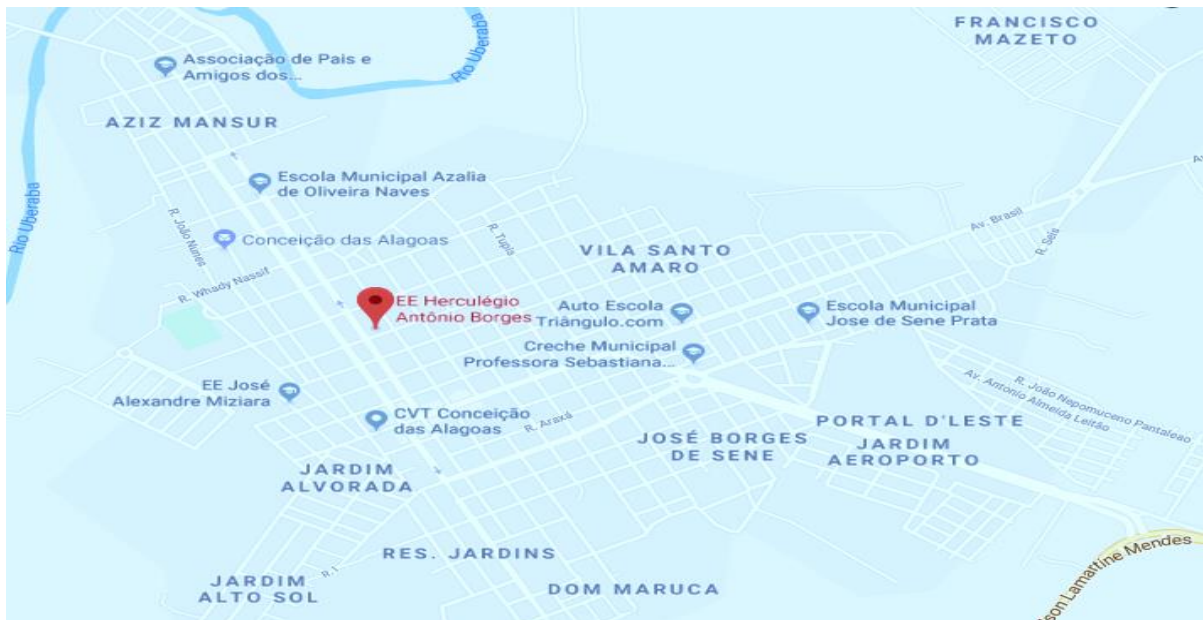 FRANCISCO
MAZETO
Associação de Pais e
Amigos dos...
Rio Uberaba
AZIZ MANSUR
Escola Municipal Azalia
de Oliveira Naves
Rio Uberaba
R. João Nunes
Conceição das Alagoas
R. Tupis
R. Whady Nassif
VILA SANTO
AMARO
Av. Brasil
R. Séis
EE Herculégio
Antônio Borges
Auto Escola
Triângulo.com
Escola Municipal
Jose de Sene Prata
Creche Municipal
Professora Sebastiana...
EE José
Alexandre Miziara
CVT Conceição
das Alagoas
R. Araxá
R. João Nepomuceno Pantaleao
Av. Antonio Almeida Leitão
PORTAL D'LESTE
JOSÉ BORGES
DE SENE
JARDIM
AEROPORTO
JARDIM
ALVORADA
RES. JARDINS
R. 1
JARDIM
ALTO SOL
DOM MARUCA
Lamartine Mendes